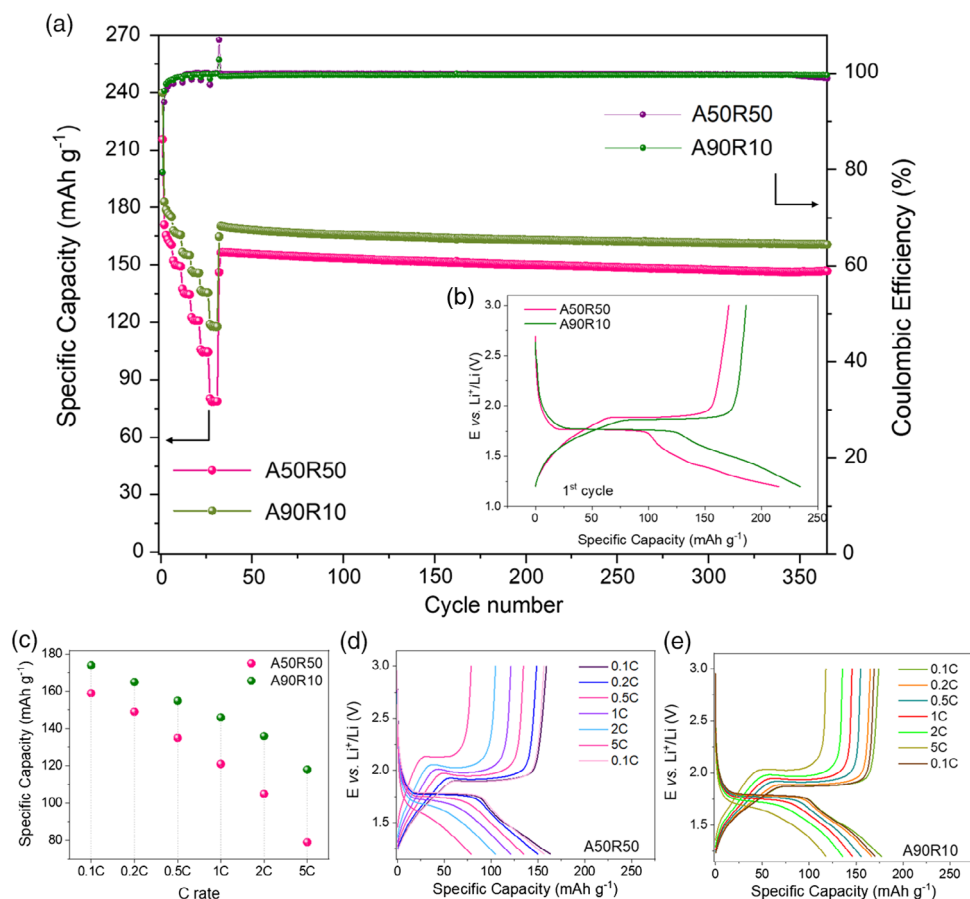 (a)
270
240
210
180
150
120
90
60
30
0
Specific Capacity (mAh g⁻¹)
0
50
100
150
200
250
300
350
Cycle number
100
80
60
40
20
0
Coulombic Efficiency (%)
A50R50
A90R10
A50R50
A90R10
(b)
3.0
2.5
2.0
1.5
1.0
E vs. Li⁺/Li (V)
A50R50
A90R10
1st cycle
0
50
100
150
200
250
Specific Capacity (mAh g⁻¹)
(c)
180
160
140
120
100
80
Specific Capacity (mAh g⁻¹)
A50R50
A90R10
0.1C
0.2C
0.5C
1C
2C
5C
C rate
(d)
3.0
2.5
2.0
1.5
E vs. Li⁺/Li (V)
0.1C
0.2C
0.5C
1C
2C
5C
0.1C
A50R50
0
50
100
150
200
250
Specific Capacity (mAh g⁻¹)
(e)
3.0
2.5
2.0
1.5
E vs. Li⁺/Li (V)
0.1C
0.2C
0.5C
1C
2C
5C
0.1C
A90R10
0
50
100
150
200
250
Specific Capacity (mAh g⁻¹)